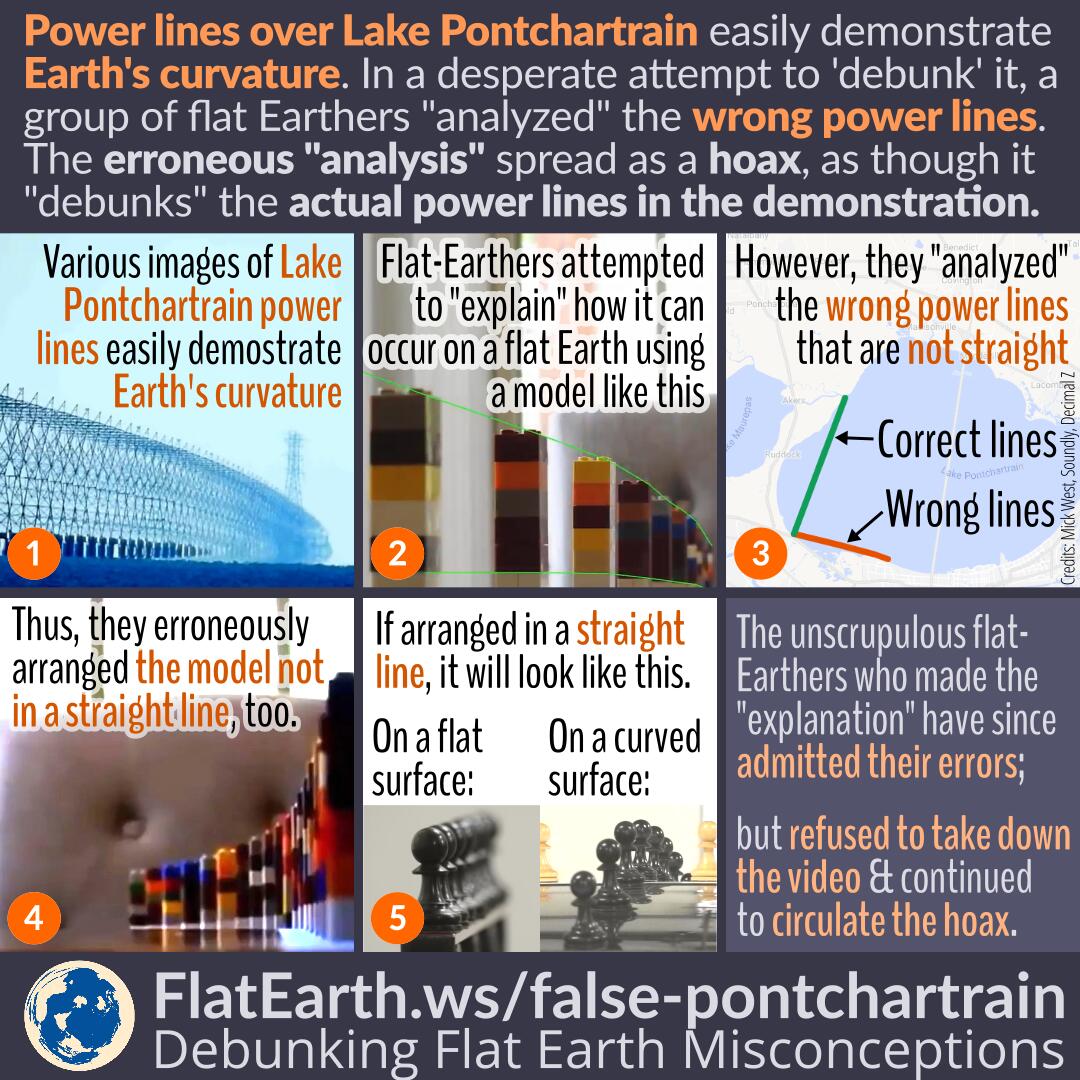 Power lines over Lake Pontchartrain easily demonstrate
Earth's curvature. In a desperate attempt to 'debunk' it, a
group of flat Earthers "analyzed" the wrong power lines.
The erroneous "analysis" spread as a hoax, as though it
"debunks" the actual power lines in the demonstration.
Various images of Lake
Pontchartrain power
lines easily demostrate
Earth's curvature
1
Flat-Earthers attempted
to "explain" how it can
occur on a flat Earth using
a model like this
2
However, they "analyzed"
the wrong power lines
that are not straight
Correct lines
Wrong lines
Akers
Ruddock
Lake Pontchartrain
Lake Maurepas
Benedict
Covington
Credits: Mick West, Soundly, Decimal Z
3
Thus, they erroneously
arranged the model not
in a straight line, too.
4
If arranged in a straight
line, it will look like this.
On a flat
surface:
On a curved
surface:
5
The unscrupulous flat-
Earthers who made the
"explanation" have since
admitted their errors;
but refused to take down
the video & continued
to circulate the hoax.
FlatEarth.ws/false-pontchartrain
Debunking Flat Earth Misconceptions